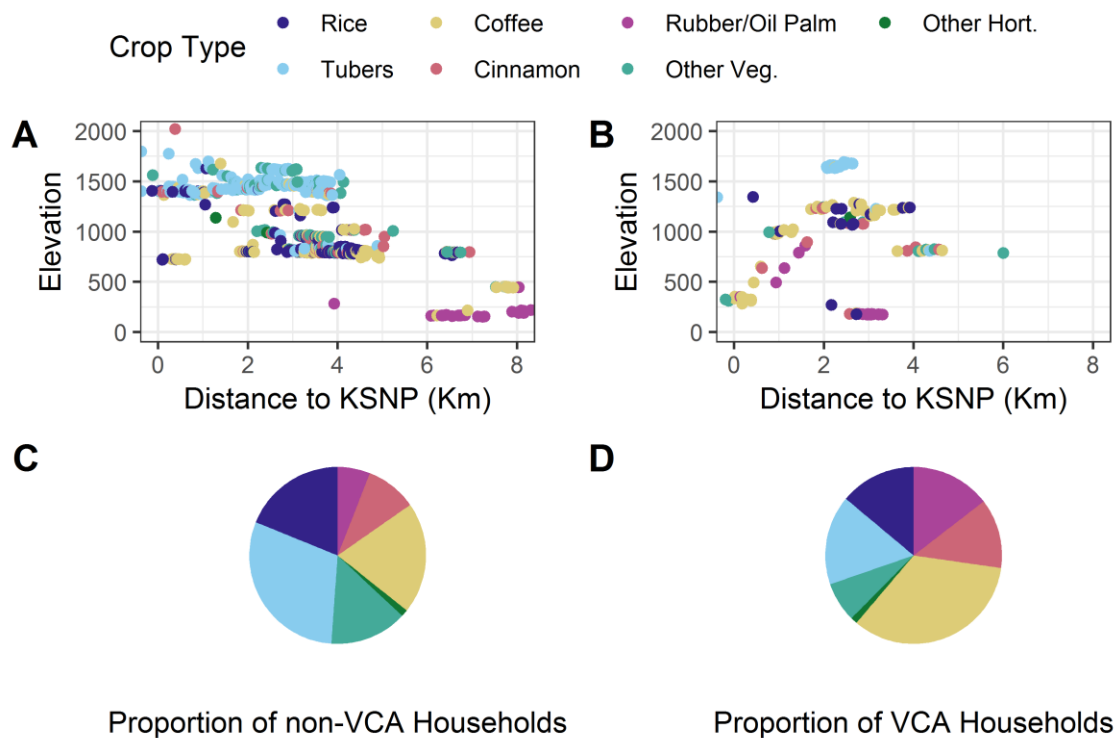 Crop Type
Rice
Coffee
Rubber/Oil Palm
Other Hort.
Tubers
Cinnamon
Other Veg.
A
B
2000
1500
1000
500
0
Elevation
0 2 4 6 8
Distance to KSNP (Km)
2000
1500
1000
500
0
Elevation
0 2 4 6 8
Distance to KSNP (Km)
C
D
Proportion of non-VCA Households
Proportion of VCA Households